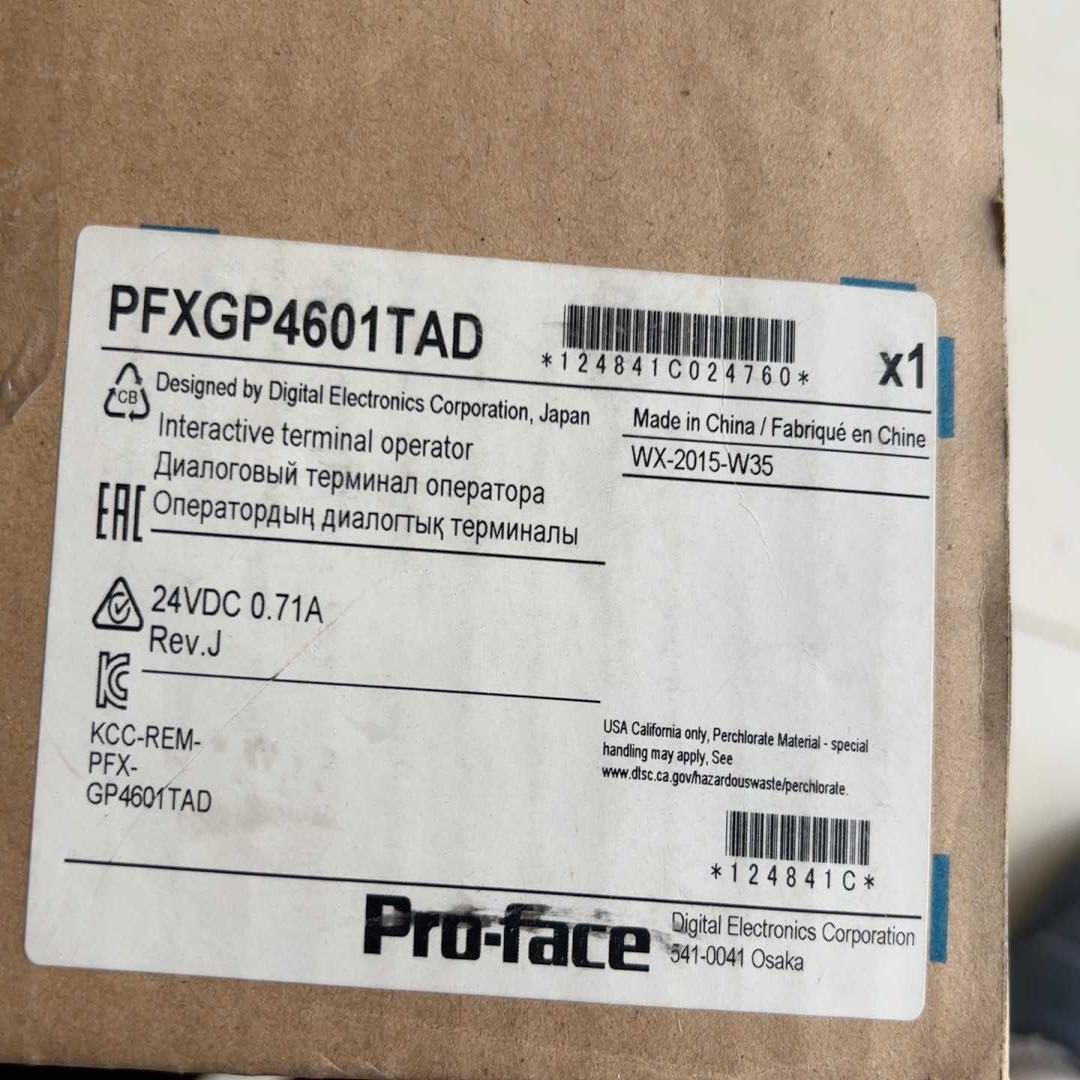 PFXGP4601TAD
*124841C024760*
x1
CB
Designed by Digital Electronics Corporation, Japan
Interactive terminal operator
Диалоговый терминал оператора
Оператордың диалогтық терминалы
Made in China / Fabriqué en Chine
WX-2015-W35
EAC
24VDC 0.71A
Rev.J
KC
KCC-REM-
PFX-
GP4601TAD
USA California only, Perchlorate Material - special
handling may apply, See
www.dtsc.ca.gov/hazardouswaste/perchlorate.
*124841C*
Pro-face
Digital Electronics Corporation
541-0041 Osaka